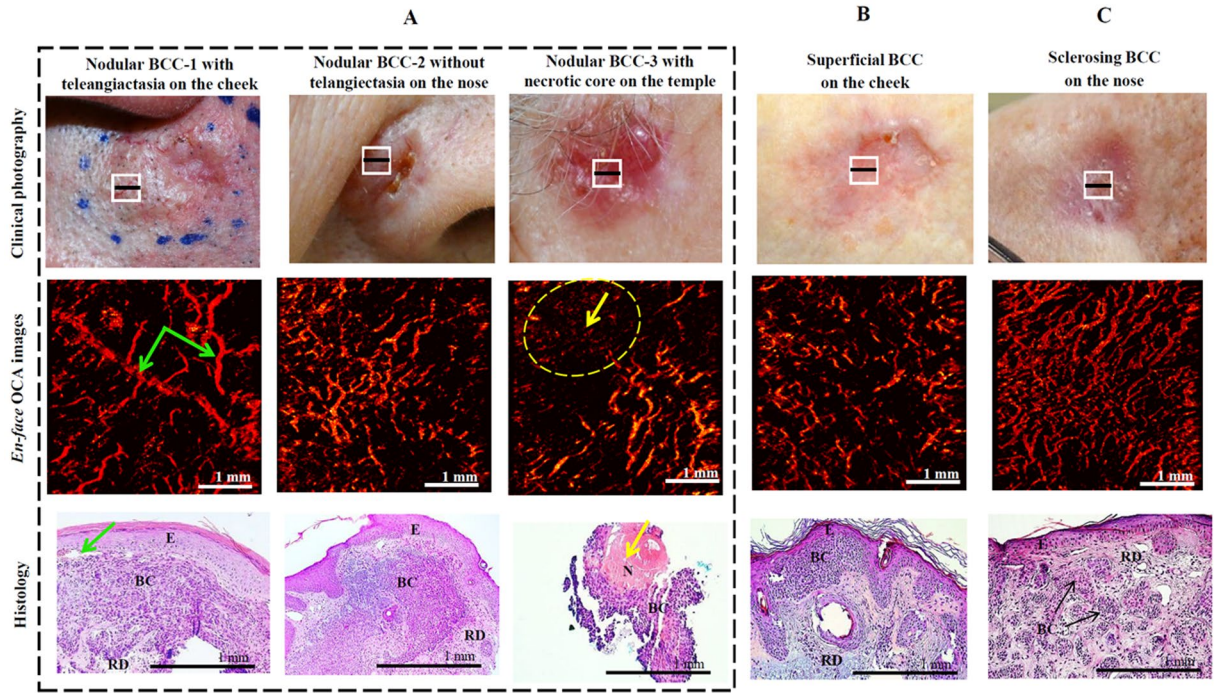 A
B
C
Nodular BCC-1 with
teleangiactasia on the cheek
Nodular BCC-2 without
telangiectasia on the nose
Nodular BCC-3 with
necrotic core on the temple
Superficial BCC
on the cheek
Sclerosing BCC
on the nose
Clinical photography
En-face OCA images
1 mm
1 mm
1 mm
1 mm
1 mm
Histology
E
BC
RD
1 mm
E
BC
RD
1 mm
N
BC
1 mm
E
BC
RD
1 mm
E
RD
BC
1 mm